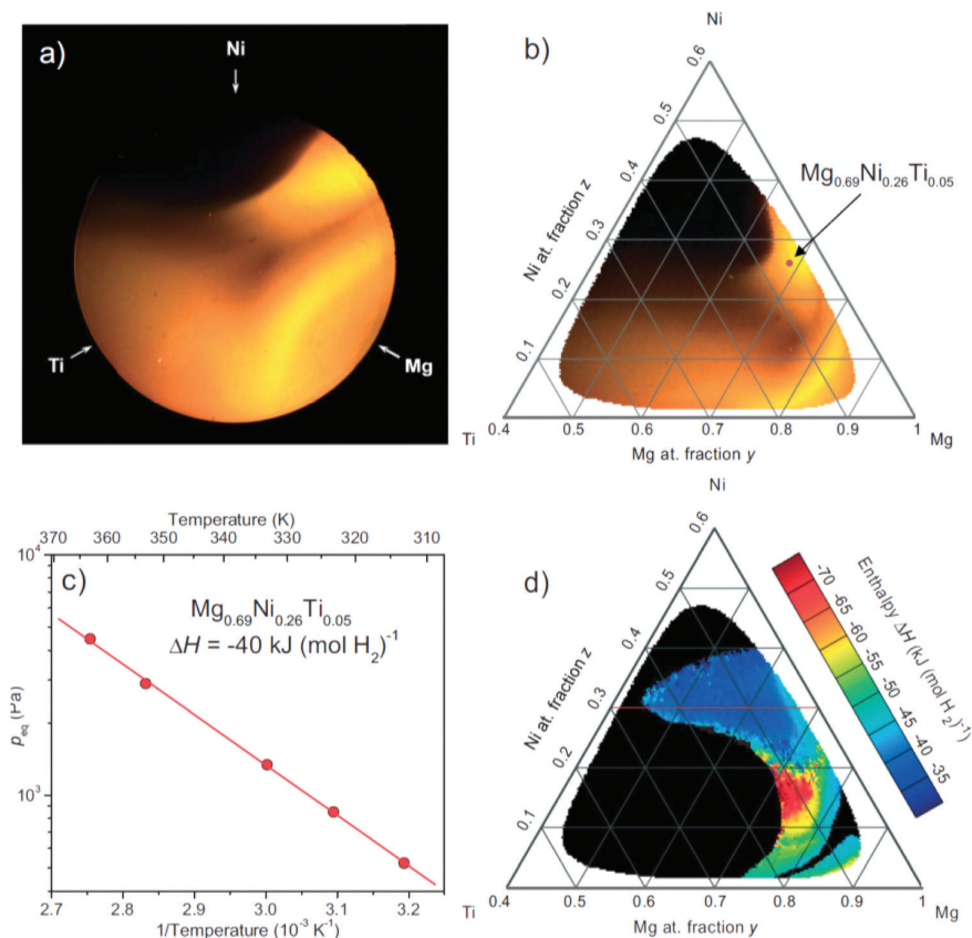 a)
Ni
Ti
Mg
b)
Ni
0.6
0.5
0.4
0.3
0.2
0.1
Ni at. fraction z
Mg0.69Ni0.26Ti0.05
Ti
0.4
0.5
0.6
0.7
0.8
0.9
1
Mg
Mg at. fraction y
c)
Temperature (K)
370 360 350 340 330 320 310
10^4
10^3
peq (Pa)
Mg0.69Ni0.26Ti0.05
ΔH = -40 kJ (mol H2)^-1
2.7 2.8 2.9 3.0 3.1 3.2
1/Temperature (10^-3 K^-1)
d)
Ni
0.6
0.5
0.4
0.3
0.2
0.1
Ni at. fraction z
Enthalpy ΔH (kJ (mol H2)^-1)
-70
-65
-60
-55
-50
-45
-40
-35
Ti
0.4
0.5
0.6
0.7
0.8
0.9
1
Mg
Mg at. fraction y